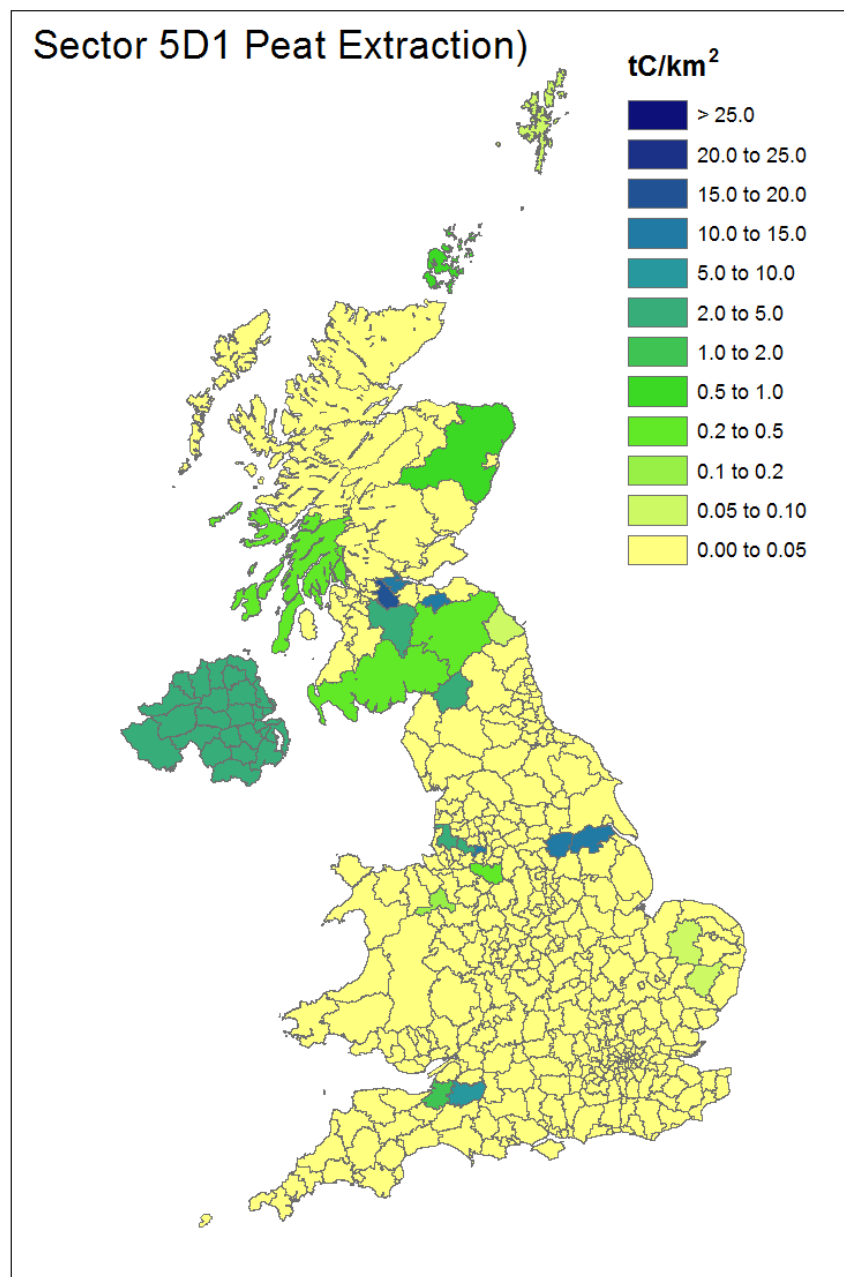 Sector 5D1 Peat Extraction)
tC/km²
> 25.0
20.0 to 25.0
15.0 to 20.0
10.0 to 15.0
5.0 to 10.0
2.0 to 5.0
1.0 to 2.0
0.5 to 1.0
0.2 to 0.5
0.1 to 0.2
0.05 to 0.10
0.00 to 0.05